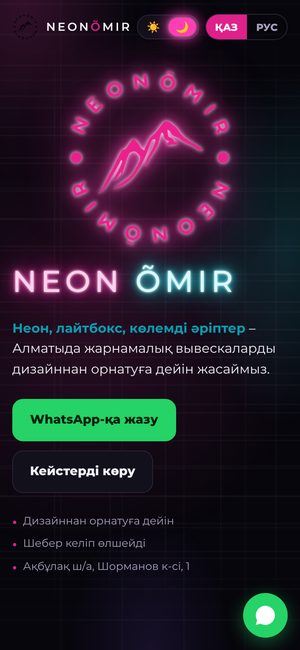 NEONÕMIR
ҚАЗ
РУС
NEONÕMIR • NEONÕMIR •
NEON ÕMIR
Неон, лайтбокс, көлемді әріптер –
Алматыда жарнамалық вывескаларды
дизайннан орнатуға дейін жасаймыз.
WhatsApp-қа жазу
Кейстерді көру
• Дизайннан орнатуға дейін
• Шебер келіп өлшейді
• Ақбұлақ ш/а, Шорманов к-сі, 1